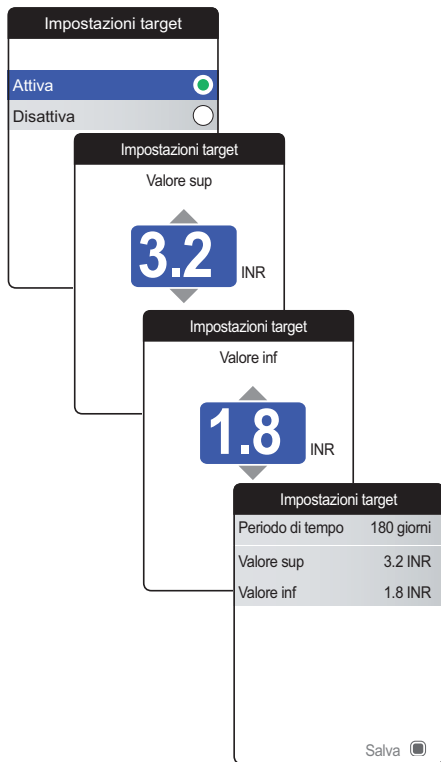 Impostazioni target
Attiva
Disattiva
Impostazioni target
Valore sup
3.2 INR
Impostazioni target
Valore inf
1.8 INR
Impostazioni target
Periodo di tempo 180 giorni
Valore sup 3.2 INR
Valore inf 1.8 INR
Salva